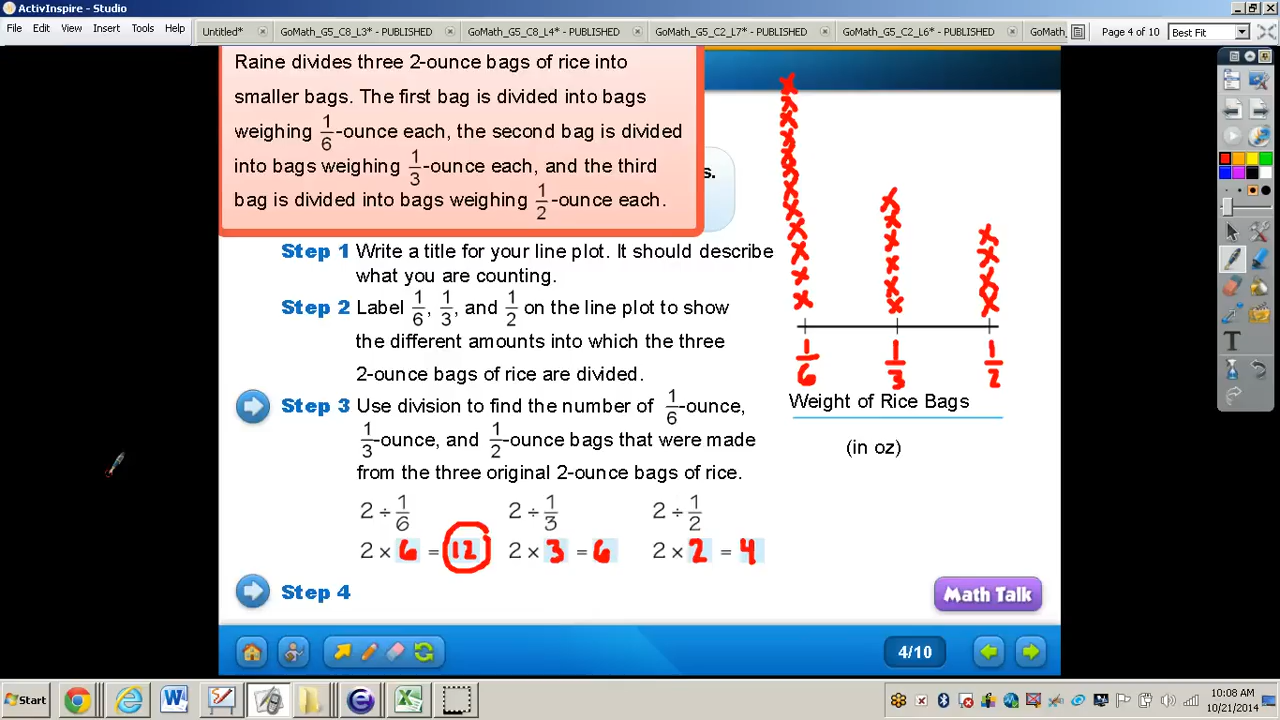 ActivInspire - Studio
File Edit View Insert Tools Help Untitled* GoMath_G5_C8_L3* - PUBLISHED GoMath_G5_C PUBLISHED GoMath_G5_C2_L7* - PUBLISHED GoMath_G5_C2_L6* - PUBLISHED GoMath_ Page 4 of 10 Best Fit
Raine divides three 2-ounce bags of rice into
smaller bags. The first bag is divided into bags
weighing 1/6-ounce each, the second bag is divided
into bags weighing 1/3-ounce each, and the third
bag is divided into bags weighing 1/2-ounce each.
s.
Step 1 Write a title for your line plot. It should describe
what you are counting.
Step 2 Label 1/6, 1/3, and 1/2 on the line plot to show
the different amounts into which the three
2-ounce bags of rice are divided.
Step 3 Use division to find the number of 1/6-ounce,
1/3-ounce, and 1/2-ounce bags that were made
from the three original 2-ounce bags of rice.
2 ÷ 1/6 2 ÷ 1/3 2 ÷ 1/2
2 × 6 = 12 2 × 3 = 6 2 × 2 = 4
Step 4
x x x x x x x x x x x x
x x x x x x
x x x x
1/6 1/3 1/2
Weight of Rice Bags
(in oz)
Math Talk
4/10
Start
10:08 AM
10/21/2014